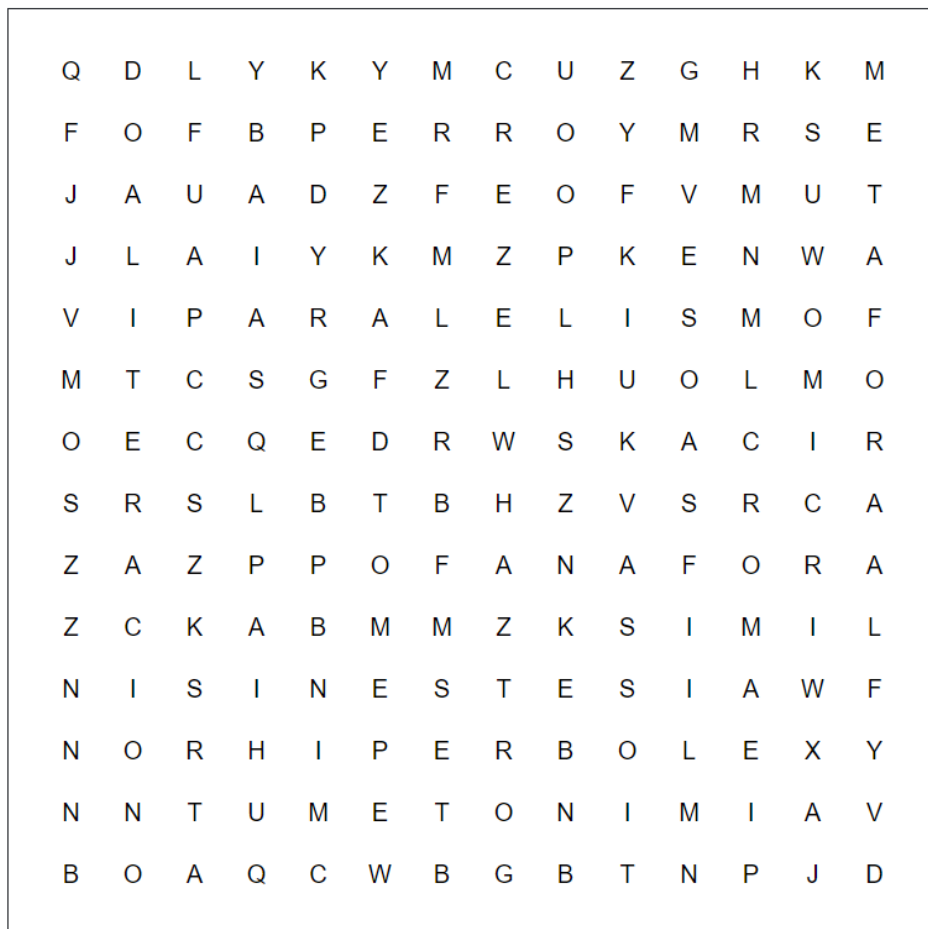 Q D L Y K Y M C U Z G H K M
F O F B P E R R O Y M R S E
J A U A D Z F E O F V M U T
J L A I Y K M Z P K E N W A
V I P A R A L E L I S M O F
M T C S G F Z L H U O L M O
O E C Q E D R W S K A C I R
S R S L B T B H Z V S R C A
Z A Z P P O F A N A F O R A
Z C K A B M M Z K S I M I L
N I S I N E S T E S I A W F
N O R H I P E R B O L E X Y
N N T U M E T O N I M I A V
B O A Q C W B G B T N P J D